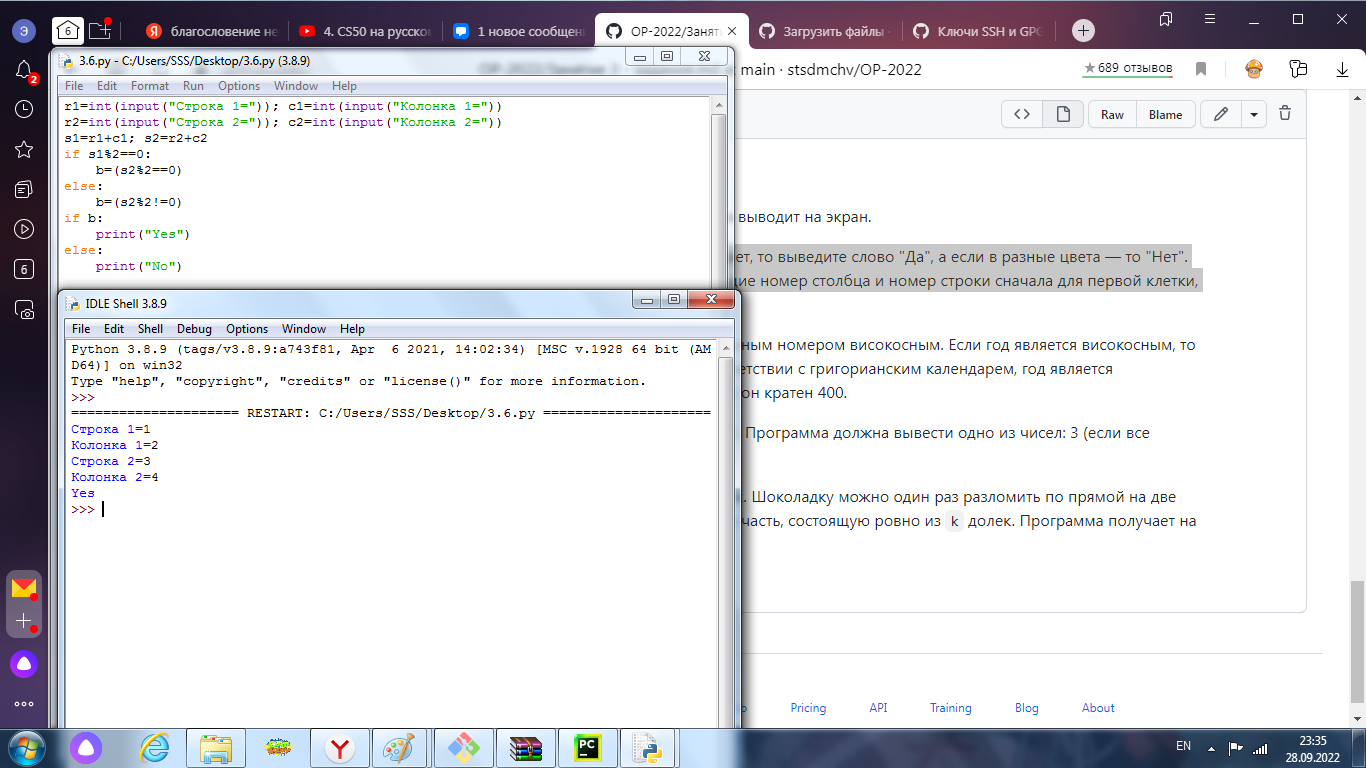 Э
благословение не
4. CS50 на русско
1 новое сообщен
OP-2022/Занят
Загрузить файлы
Ключи SSH и GP
2
3.6.py - C:/Users/SSS/Desktop/3.6.py (3.8.9)
main · stsdmchv/OP-2022
★689 отзывов
File Edit Format Run Options Window Help
r1=int(input("Строка 1=")); c1=int(input("Колонка 1="))
r2=int(input("Строка 2=")); c2=int(input("Колонка 2="))
s1=r1+c1; s2=r2+c2
if s1%2==0:
    b=(s2%2==0)
else:
    b=(s2%2!=0)
if b:
    print("Yes")
else:
    print("No")
Raw
Blame
выводит на экран.
ет, то выведите слово "Да", а если в разные цвета — то "Нет".
ие номер столбца и номер строки сначала для первой клетки,
6
IDLE Shell 3.8.9
File Edit Shell Debug Options Window Help
Python 3.8.9 (tags/v3.8.9:a743f81, Apr  6 2021, 14:02:34) [MSC v.1928 64 bit (AM
D64)] on win32
Type "help", "copyright", "credits" or "license()" for more information.
>>>
===================== RESTART: C:/Users/SSS/Desktop/3.6.py =====================
Строка 1=1
Колонка 1=2
Строка 2=3
Колонка 2=4
Yes
>>>
ным номером високосным. Если год является високосным, то
етствии с григорианским календарем, год является
он кратен 400.
Программа должна вывести одно из чисел: 3 (если все
. Шоколадку можно один раз разломить по прямой на две
часть, состоящую ровно из k долек. Программа получает на
Pricing
API
Training
Blog
About
PC
EN
23:35
28.09.2022